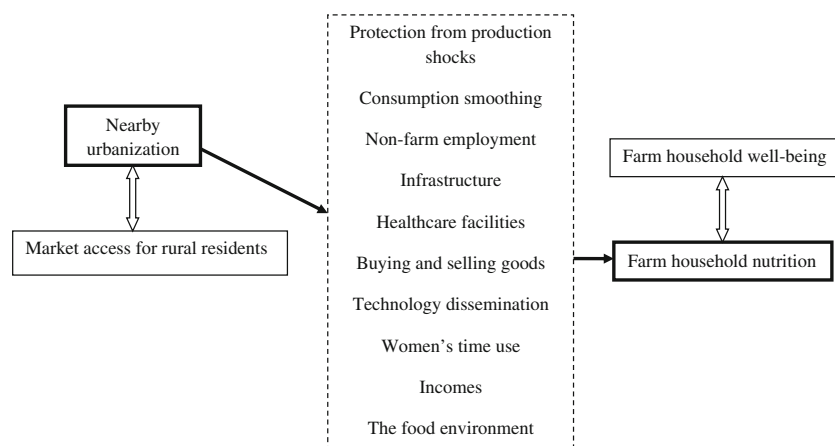 Nearby
urbanization
Market access for rural residents
Protection from production
shocks
Consumption smoothing
Non-farm employment
Infrastructure
Healthcare facilities
Buying and selling goods
Technology dissemination
Women's time use
Incomes
The food environment
Farm household well-being
Farm household nutrition